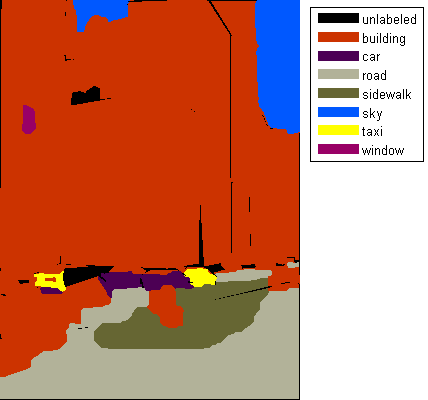 unlabeled
building
car
road
sidewalk
sky
taxi
window